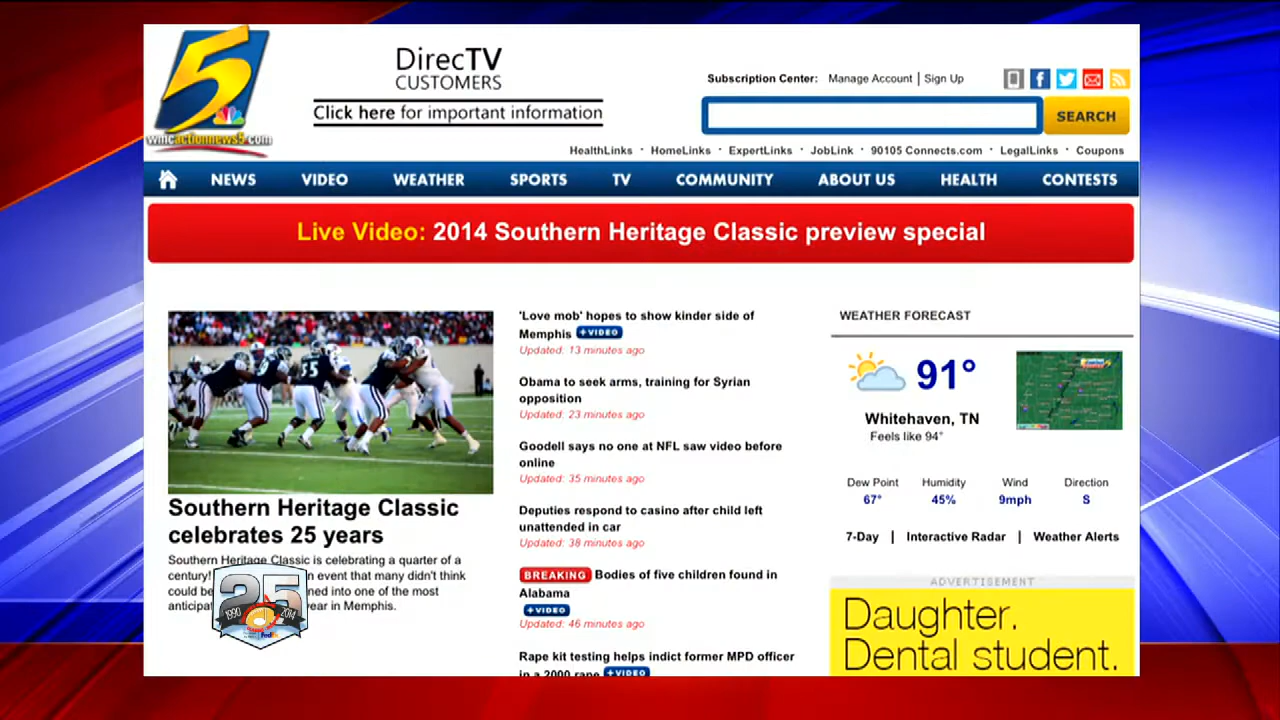 5
wmcactionnews5.com
DirecTV
CUSTOMERS
Click here for important information
Subscription Center: Manage Account | Sign Up
SEARCH
HealthLinks · HomeLinks · ExpertLinks · JobLink · 90105 Connects.com · LegalLinks · Coupons
NEWS VIDEO WEATHER SPORTS TV COMMUNITY ABOUT US HEALTH CONTESTS
Live Video: 2014 Southern Heritage Classic preview special
Southern Heritage Classic
celebrates 25 years
Southern Heritage Classic is celebrating a quarter of a
century! n event that many didn't think
could be ned into one of the most
anticipat year in Memphis.
25
1990 2014
FedEx
'Love mob' hopes to show kinder side of
Memphis +VIDEO
Updated: 13 minutes ago
Obama to seek arms, training for Syrian
opposition
Updated: 23 minutes ago
Goodell says no one at NFL saw video before
online
Updated: 35 minutes ago
Deputies respond to casino after child left
unattended in car
Updated: 38 minutes ago
BREAKING Bodies of five children found in
Alabama
+VIDEO
Updated: 46 minutes ago
Rape kit testing helps indict former MPD officer
in a 2000 rape +VIDEO
WEATHER FORECAST
91°
Whitehaven, TN
Feels like 94°
Dew Point Humidity Wind Direction
67° 45% 9mph S
7-Day | Interactive Radar | Weather Alerts
ADVERTISEMENT
Daughter.
Dental student.